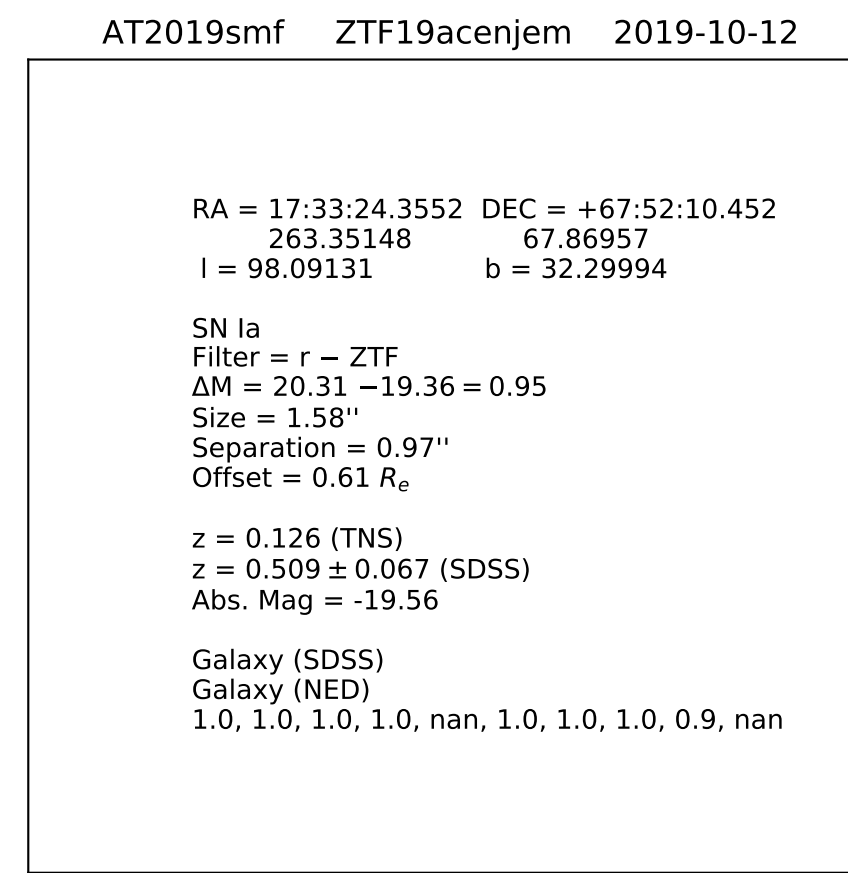 AT2019smf ZTF19acenjem 2019-10-12
RA = 17:33:24.3552 DEC = +67:52:10.452
263.35148 67.86957
l = 98.09131 b = 32.29994
SN Ia
Filter = r − ZTF
ΔM = 20.31 −19.36 = 0.95
Size = 1.58''
Separation = 0.97''
Offset = 0.61 Rₑ
z = 0.126 (TNS)
z = 0.509 ± 0.067 (SDSS)
Abs. Mag = -19.56
Galaxy (SDSS)
Galaxy (NED)
1.0, 1.0, 1.0, 1.0, nan, 1.0, 1.0, 1.0, 0.9, nan